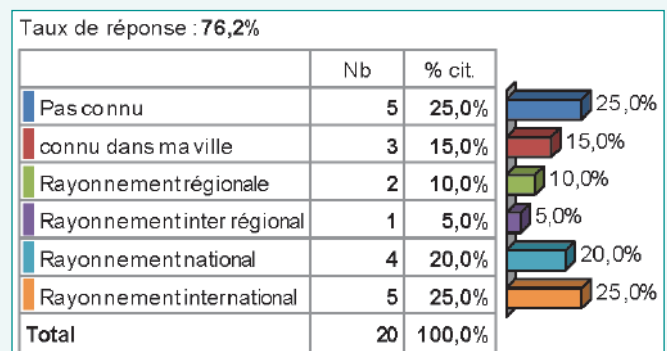 Taux de réponse : 76,2%
Nb % cit.
Pas connu 5 25,0% 25,0%
connu dans ma ville 3 15,0% 15,0%
Rayonnement régionale 2 10,0% 10,0%
Rayonnement inter régional 1 5,0% 5,0%
Rayonnement national 4 20,0% 20,0%
Rayonnement international 5 25,0% 25,0%
Total 20 100,0%